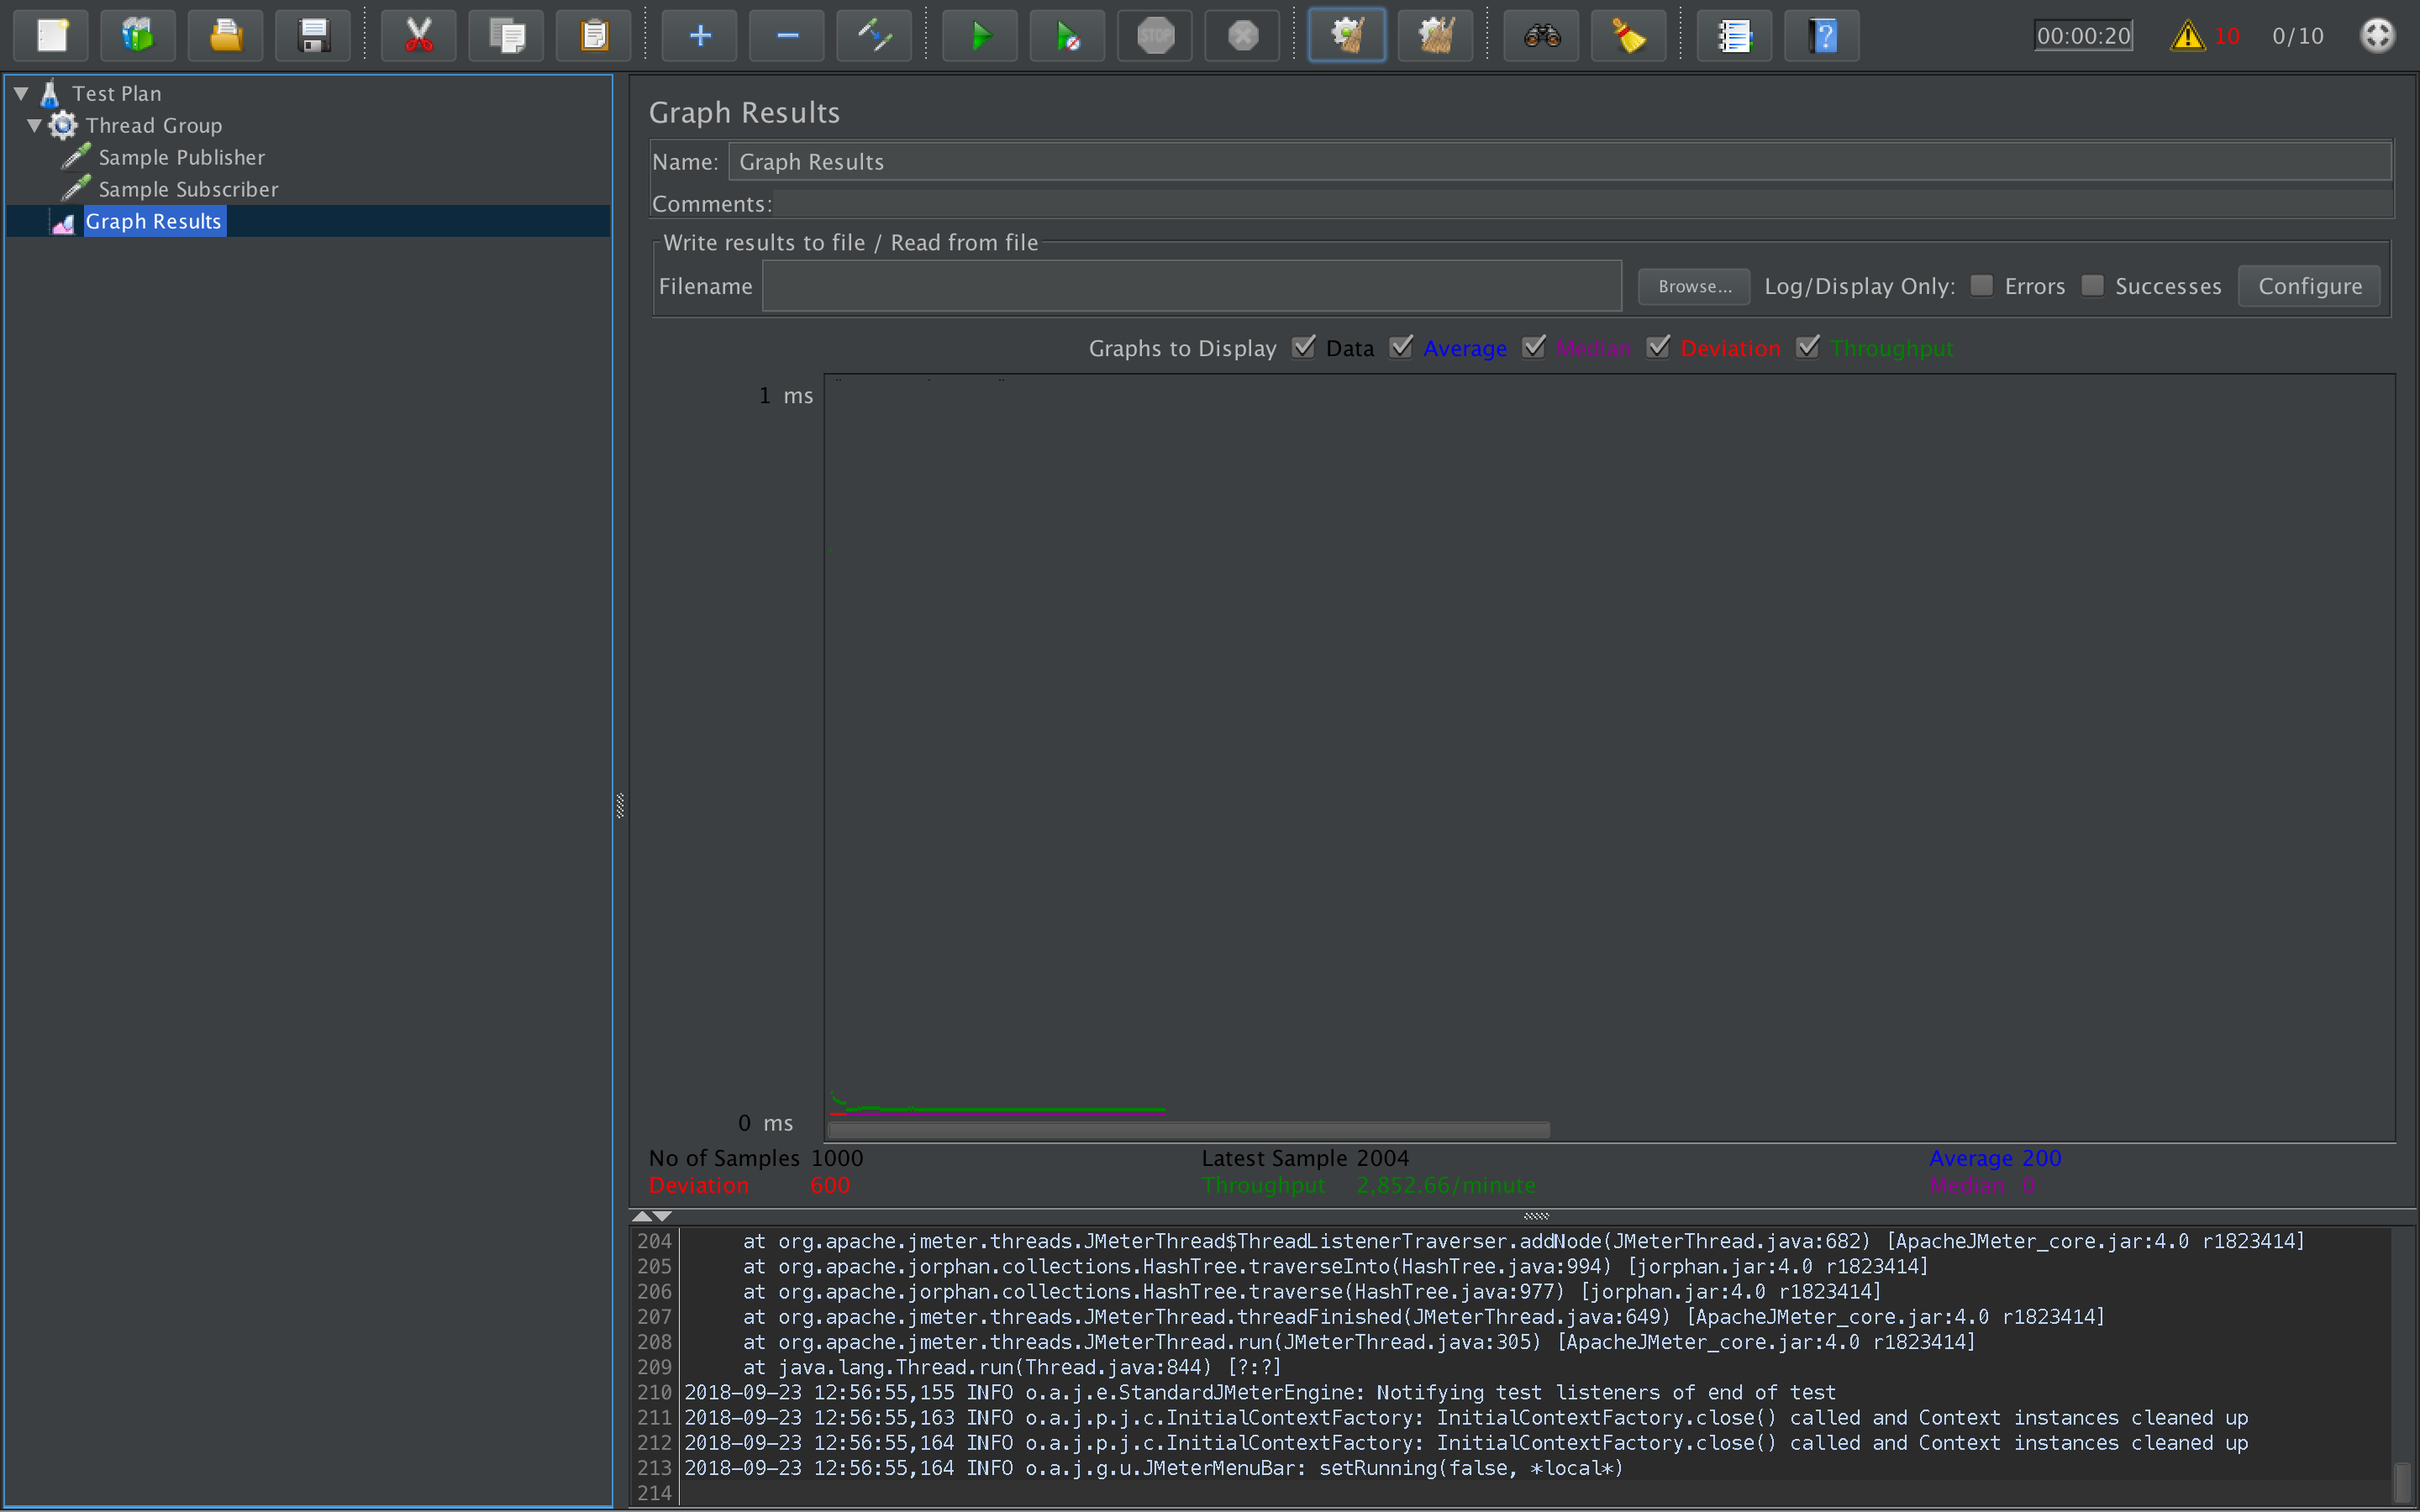 STOP
00:00:20
10
0/10
Test Plan
Thread Group
Sample Publisher
Sample Subscriber
Graph Results
Graph Results
Name: Graph Results
Comments:
Write results to file / Read from file
Filename Browse... Log/Display Only: Errors Successes Configure
Graphs to Display Data Average Median Deviation Throughput
1 ms
0 ms
No of Samples 1000 Latest Sample 2004 Average 200
Deviation 600 Throughput 2,852.66/minute Median 0
204 at org.apache.jmeter.threads.JMeterThread$ThreadListenerTraverser.addNode(JMeterThread.java:682) [ApacheJMeter_core.jar:4.0 r1823414]
205 at org.apache.jorphan.collections.HashTree.traverseInto(HashTree.java:994) [jorphan.jar:4.0 r1823414]
206 at org.apache.jorphan.collections.HashTree.traverse(HashTree.java:977) [jorphan.jar:4.0 r1823414]
207 at org.apache.jmeter.threads.JMeterThread.threadFinished(JMeterThread.java:649) [ApacheJMeter_core.jar:4.0 r1823414]
208 at org.apache.jmeter.threads.JMeterThread.run(JMeterThread.java:305) [ApacheJMeter_core.jar:4.0 r1823414]
209 at java.lang.Thread.run(Thread.java:844) [?:?]
210 2018-09-23 12:56:55,155 INFO o.a.j.e.StandardJMeterEngine: Notifying test listeners of end of test
211 2018-09-23 12:56:55,163 INFO o.a.j.p.j.c.InitialContextFactory: InitialContextFactory.close() called and Context instances cleaned up
212 2018-09-23 12:56:55,164 INFO o.a.j.p.j.c.InitialContextFactory: InitialContextFactory.close() called and Context instances cleaned up
213 2018-09-23 12:56:55,164 INFO o.a.j.g.u.JMeterMenuBar: setRunning(false, *local*)
214